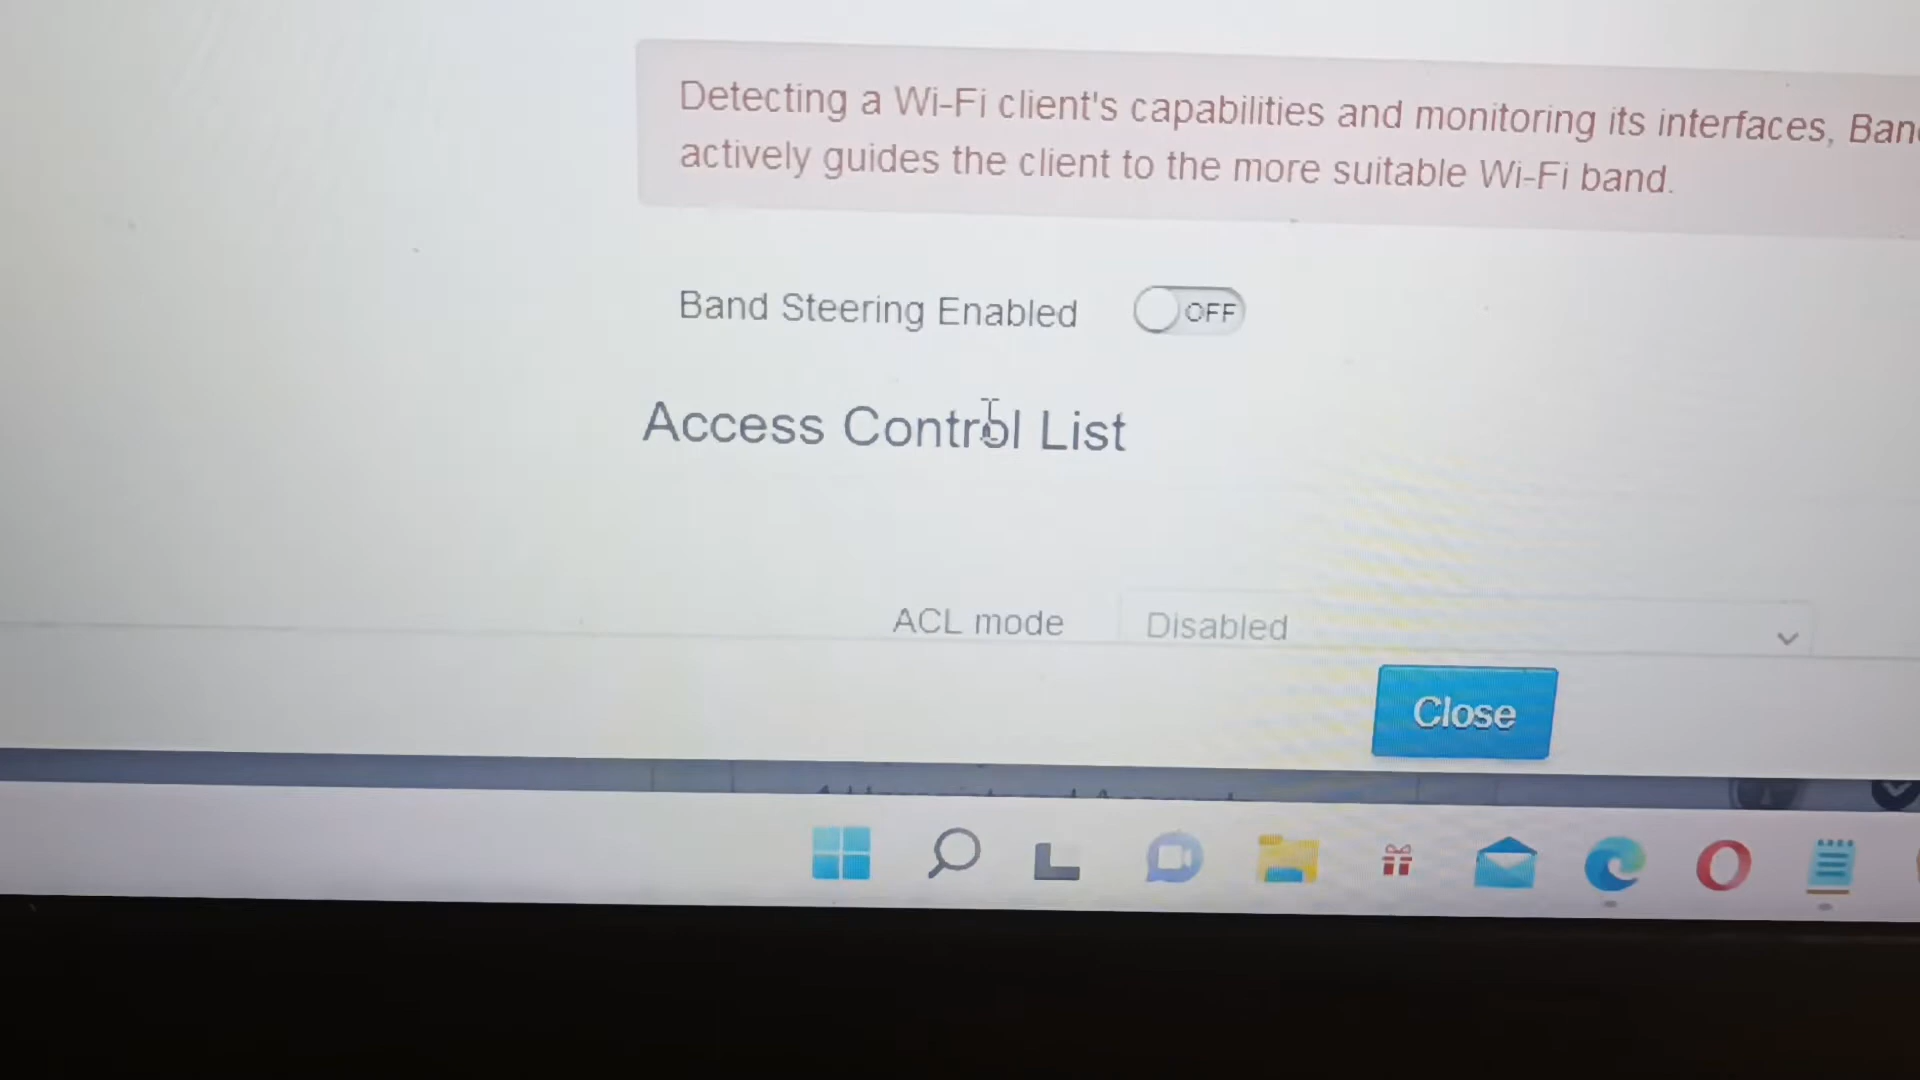 Detecting a Wi-Fi client's capabilities and monitoring its interfaces,
actively guides the client to the more suitable Wi-Fi band.
Band Steering Enabled OFF
Access Control List
ACL mode Disabled
Close